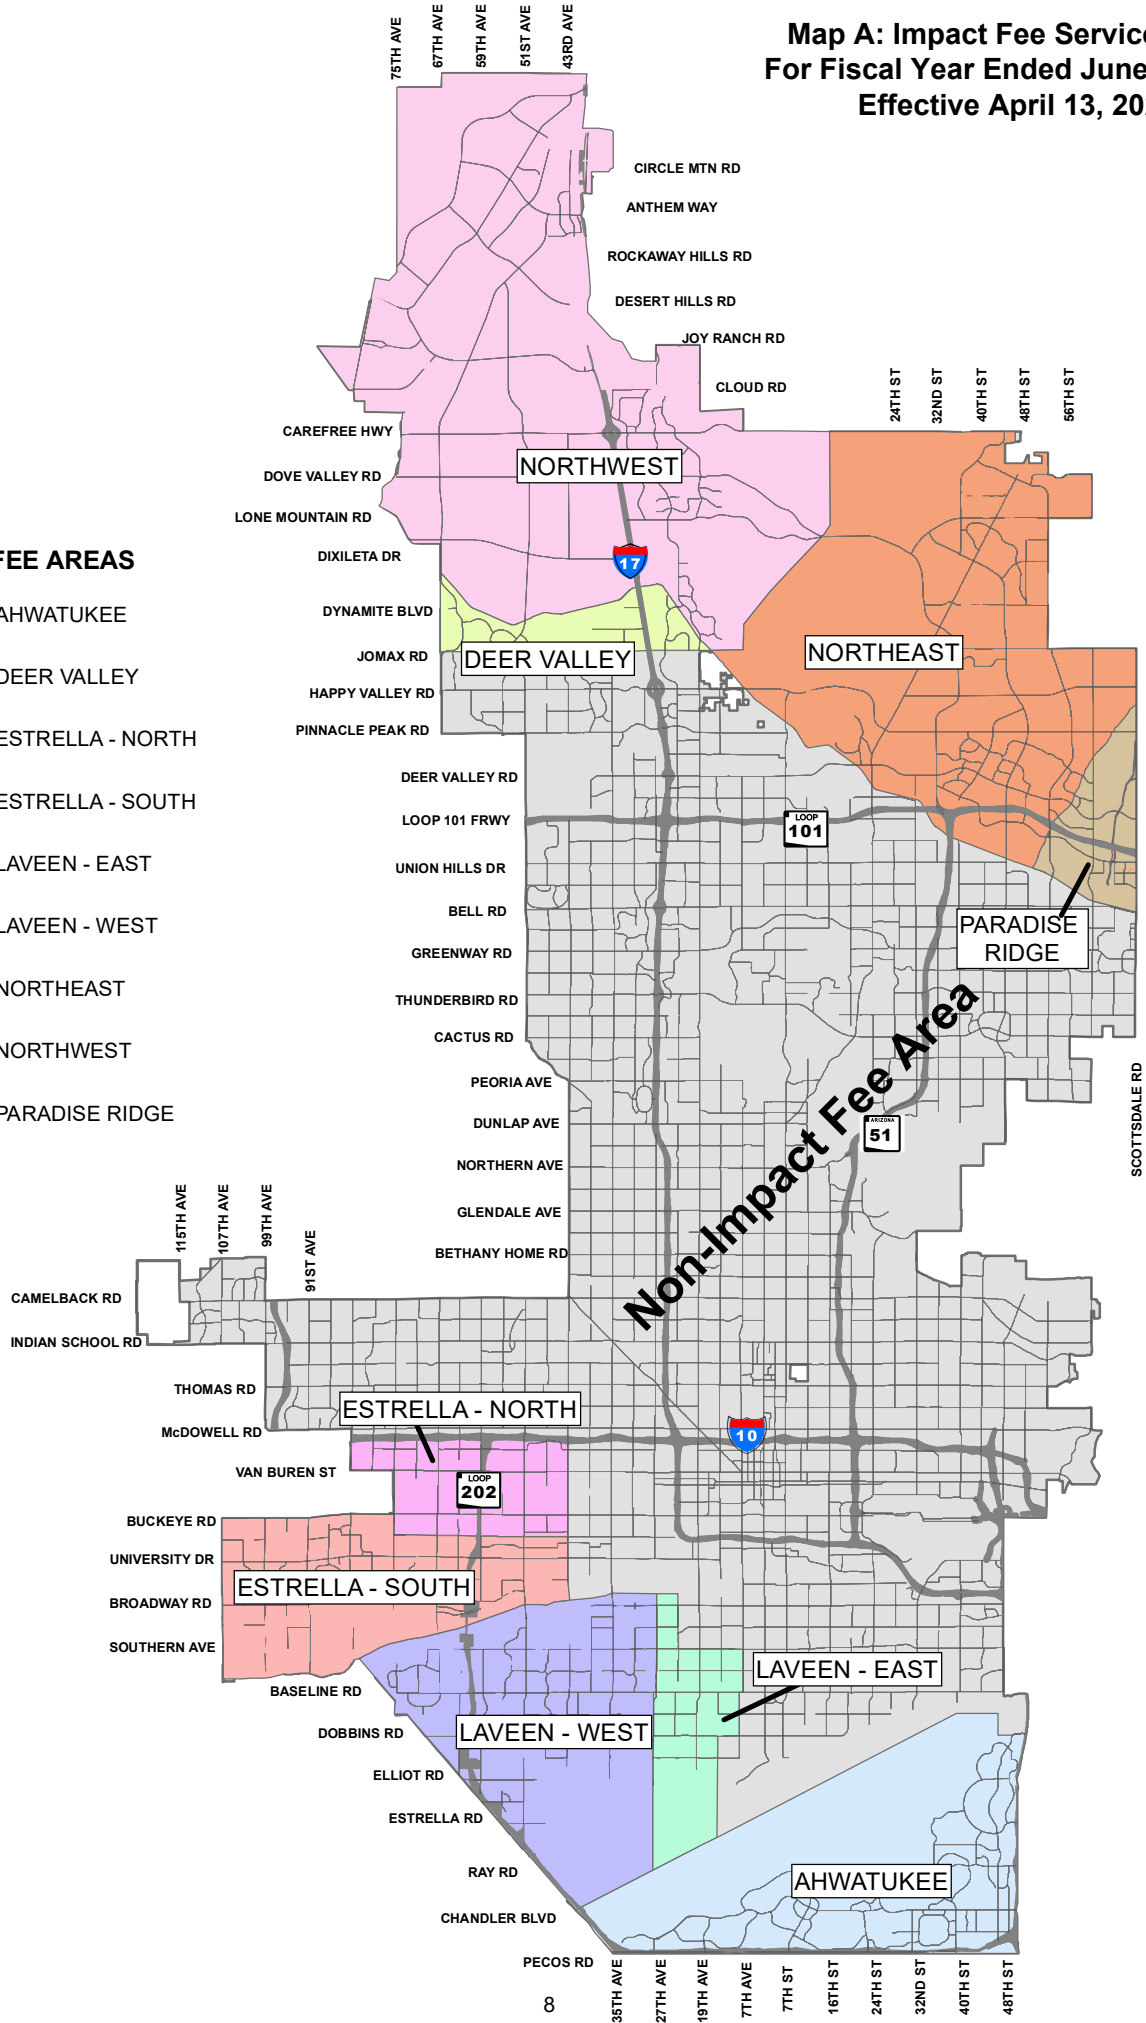 Map A: Impact Fee Servic
For Fiscal Year Ended June
Effective April 13, 20
75TH AVE
67TH AVE
59TH AVE
51ST AVE
43RD AVE
CIRCLE MTN RD
ANTHEM WAY
ROCKAWAY HILLS RD
DESERT HILLS RD
JOY RANCH RD
CLOUD RD
24TH ST
32ND ST
40TH ST
48TH ST
56TH ST
CAREFREE HWY
NORTHWEST
DOVE VALLEY RD
LONE MOUNTAIN RD
DIXILETA DR
17
DYNAMITE BLVD
JOMAX RD
DEER VALLEY
NORTHEAST
HAPPY VALLEY RD
PINNACLE PEAK RD
DEER VALLEY RD
LOOP 101 FRWY
LOOP
101
UNION HILLS DR
BELL RD
PARADISE
RIDGE
GREENWAY RD
THUNDERBIRD RD
CACTUS RD
PEORIA AVE
DUNLAP AVE
NORTHERN AVE
GLENDALE AVE
BETHANY HOME RD
Non-Impact Fee Area
ARIZONA
51
SCOTTSDALE RD
FEE AREAS
AHWATUKEE
DEER VALLEY
ESTRELLA - NORTH
ESTRELLA - SOUTH
LAVEEN - EAST
LAVEEN - WEST
NORTHEAST
NORTHWEST
PARADISE RIDGE
115TH AVE
107TH AVE
99TH AVE
91ST AVE
CAMELBACK RD
INDIAN SCHOOL RD
THOMAS RD
McDOWELL RD
ESTRELLA - NORTH
10
VAN BUREN ST
LOOP
202
BUCKEYE RD
UNIVERSITY DR
ESTRELLA - SOUTH
BROADWAY RD
SOUTHERN AVE
BASELINE RD
LAVEEN - EAST
DOBBINS RD
LAVEEN - WEST
ELLIOT RD
ESTRELLA RD
RAY RD
AHWATUKEE
CHANDLER BLVD
PECOS RD
35TH AVE
27TH AVE
19TH AVE
7TH AVE
7TH ST
16TH ST
24TH ST
32ND ST
40TH ST
48TH ST
8